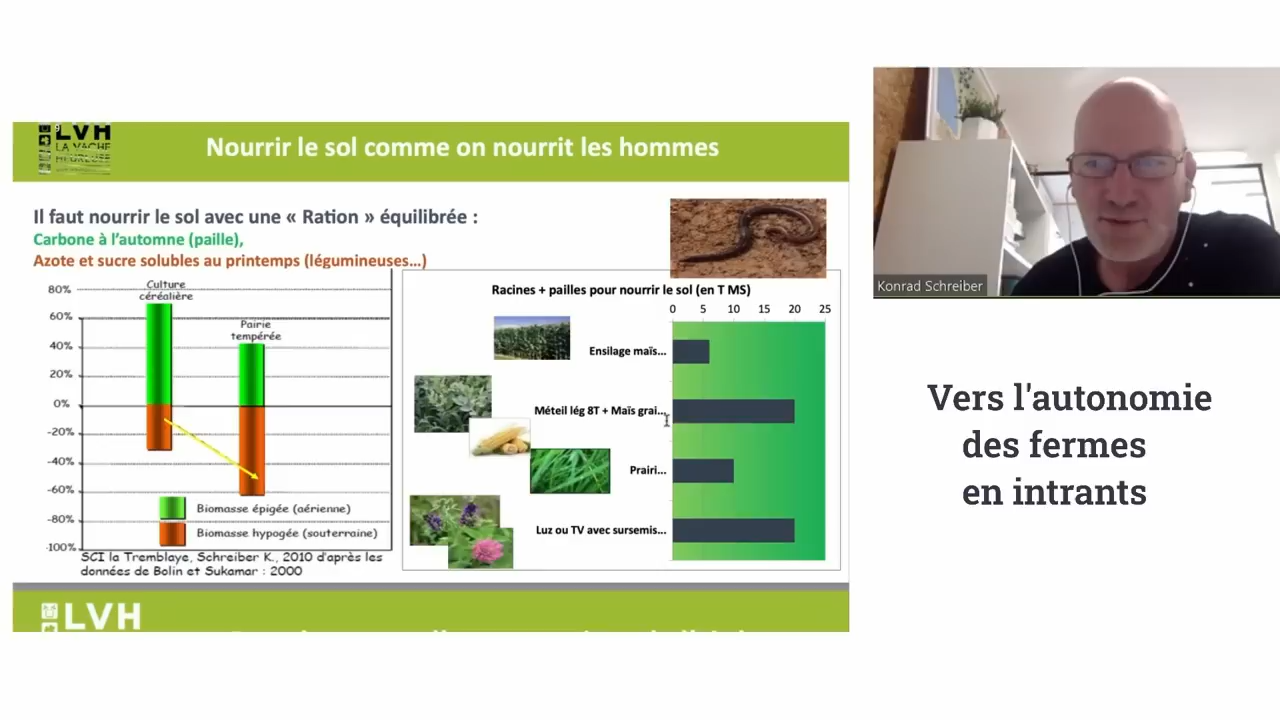 LVH
LA VACHE
HEUREUSE
Nourrir le sol comme on nourrit les hommes
Il faut nourrir le sol avec une « Ration » équilibrée :
Carbone à l'automne (paille),
Azote et sucre solubles au printemps (légumineuses…)
Culture
céréalière
Pairie
tempérée
80%
60%
40%
20%
0%
-20%
-40%
-60%
-80%
-100%
Biomasse épigée (aérienne)
Biomasse hypogée (souterraine)
SCI la Tremblaye, Schreiber K., 2010 d'après les
données de Bolin et Sukamar : 2000
Racines + pailles pour nourrir le sol (en T MS)
0 5 10 15 20 25
Ensilage maïs...
Méteil lég 8T + Maïs grai...
Prairi...
Luz ou TV avec sursemis...
LVH
Konrad Schreiber
Vers l'autonomie
des fermes
en intrants